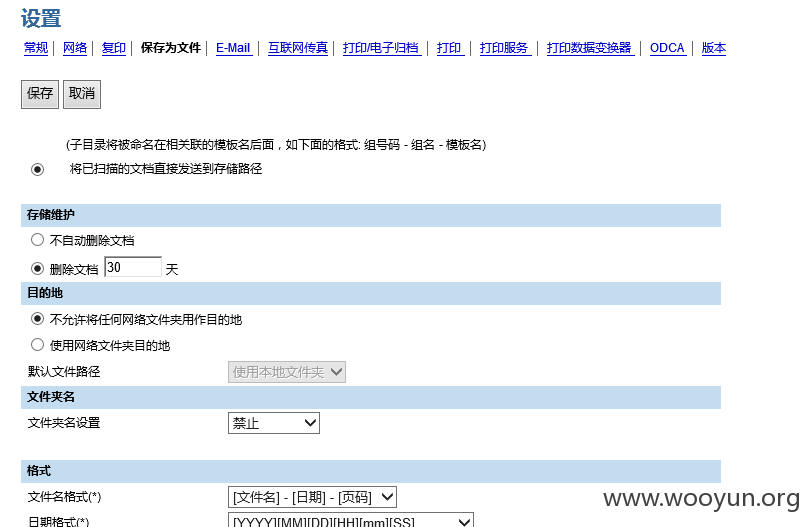 设置
常规 | 网络 | 复印 | 保存为文件 | E-Mail | 互联网传真 | 打印/电子归档 | 打印 | 打印服务 | 打印数据变换器 | ODCA | 版本
保存 取消
(子目录将被命名在相关联的模板名后面，如下面的格式: 组号码 - 组名 - 模板名)
将已扫描的文档直接发送到存储路径
存储维护
不自动删除文档
删除文档 30 天
目的地
不允许将任何网络文件夹用作目的地
使用网络文件夹目的地
默认文件路径 使用本地文件夹
文件夹名
文件夹名设置 禁止
格式
文件名格式(*) [文件名] - [日期] - [页码]
日期格式(*) [YYYY][MM][DD][HH][mm][SS]
www.wooyun.org